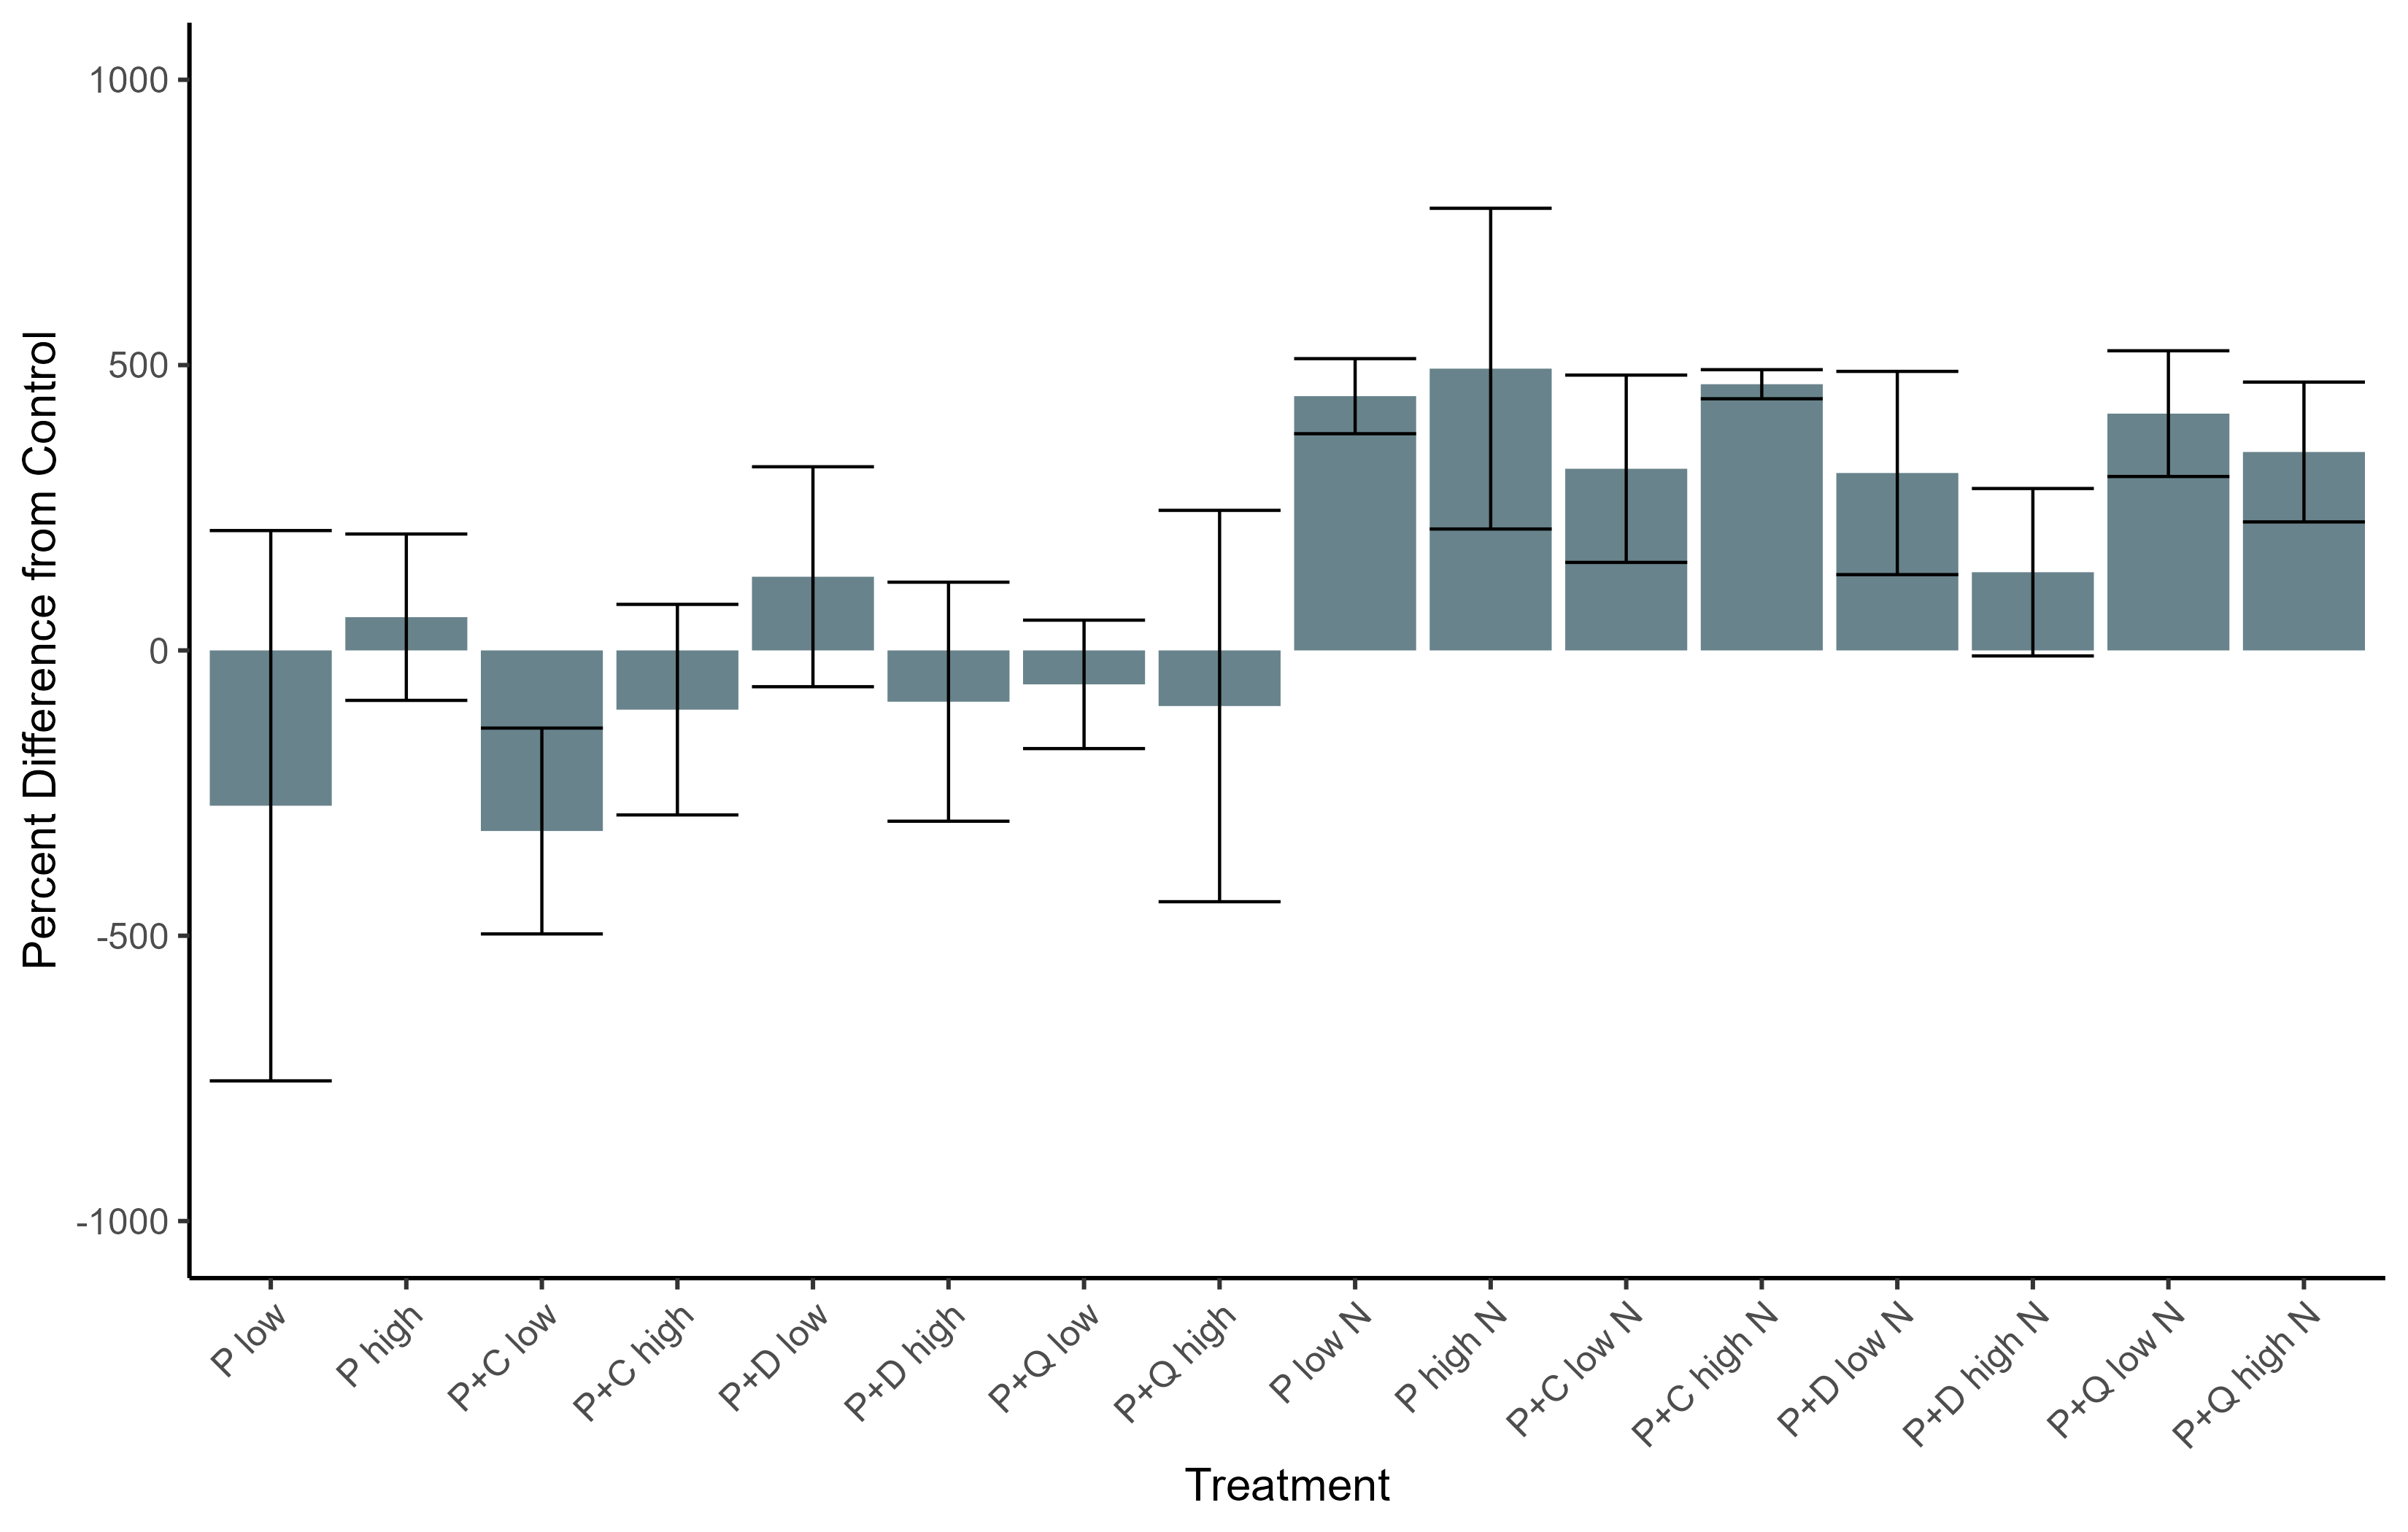 Percent Difference from Control
1000
500
0
-500
-1000
P low
P high
P+C low
P+C high
P+D low
P+D high
P+Q low
P+Q high
P low N
P high N
P+C low N
P+C high N
P+D low N
P+D high N
P+Q low N
P+Q high N
Treatment